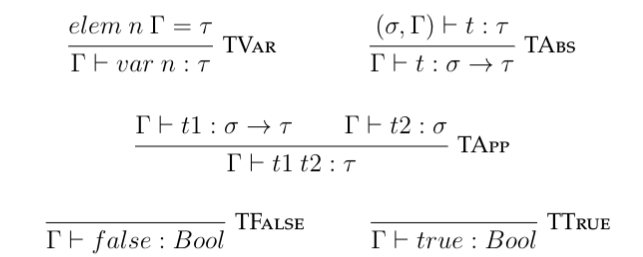 elem n Γ = τ
Γ ⊢ var n : τ
TVAR
(σ, Γ) ⊢ t : τ
Γ ⊢ t : σ → τ
TABS
Γ ⊢ t1 : σ → τ Γ ⊢ t2 : σ
Γ ⊢ t1 t2 : τ
TAPP
Γ ⊢ false : Bool
TFALSE
Γ ⊢ true : Bool
TTRUE